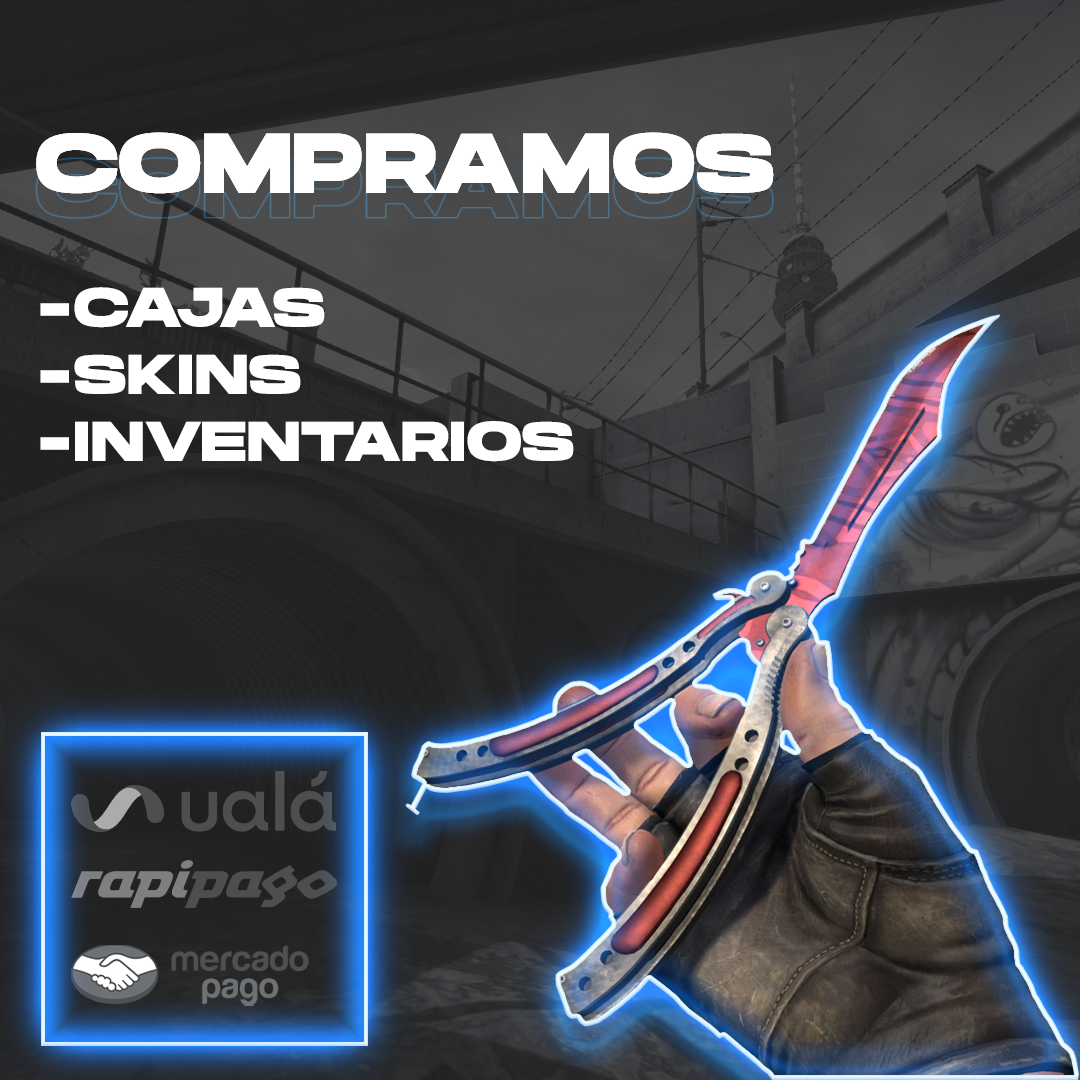 COMPRAMOS
-CAJAS
-SKINS
-INVENTARIOS
ualá
rapipago
mercado
pago